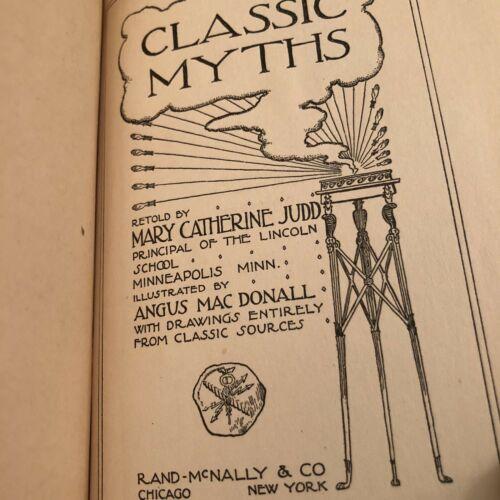 CLASSIC
MYTHS
RETOLD BY
MARY CATHERINE JUDD
PRINCIPAL OF THE LINCOLN
SCHOOL
MINNEAPOLIS MINN.
ILLUSTRATED BY
ANGUS MAC DONALL
WITH DRAWINGS ENTIRELY
FROM CLASSIC SOURCES
RAND-McNALLY & CO
CHICAGO NEW YORK